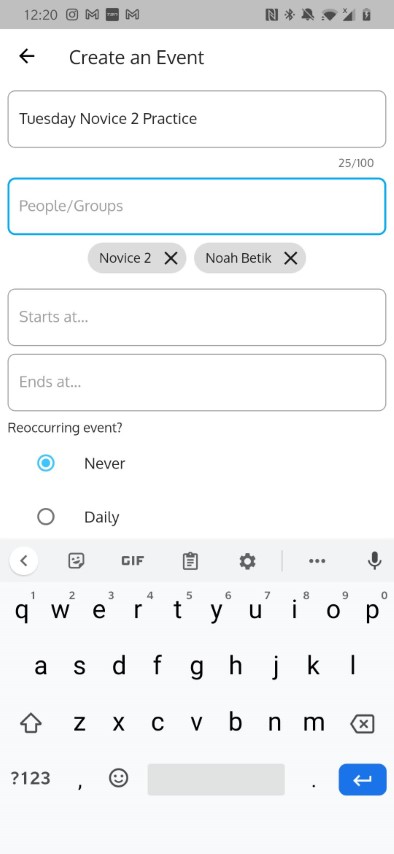 12:20
Create an Event
Tuesday Novice 2 Practice
25/100
People/Groups
Novice 2 Noah Betik
Starts at...
Ends at...
Reoccurring event?
Never
Daily
GIF
1 2 3 4 5 6 7 8 9 0
q w e r t y u i o p
a s d f g h j k l
z x c v b n m
?123 , .